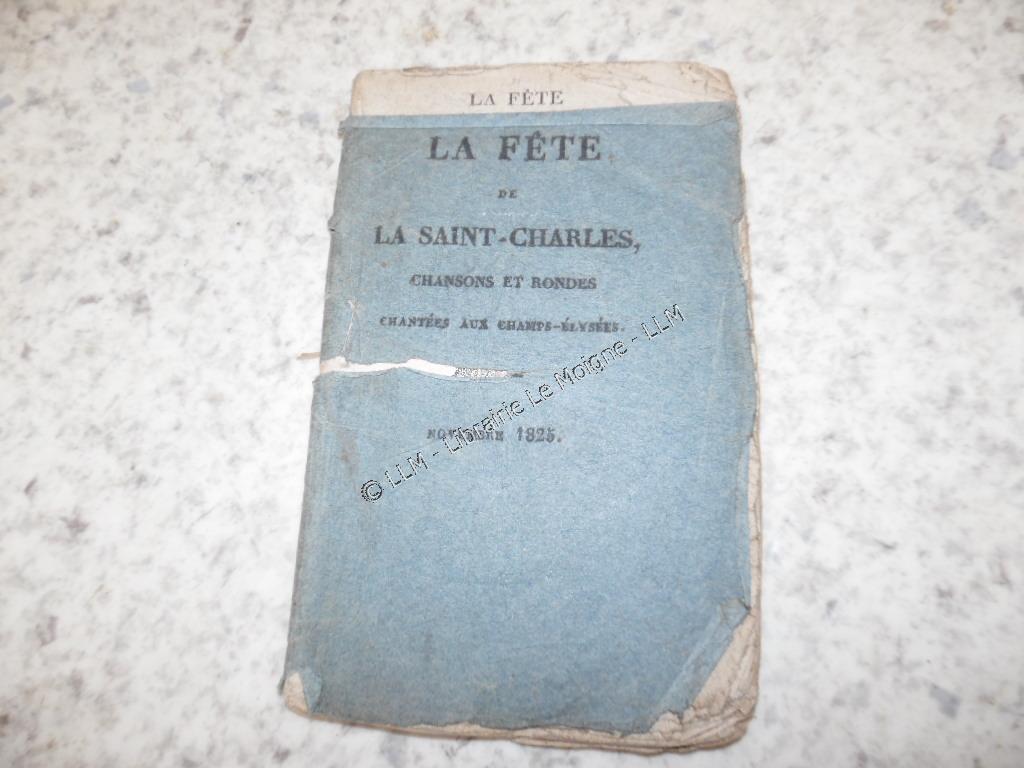 LA FÊTE
LA FÊTE
DE
LA SAINT-CHARLES,
CHANSONS ET RONDES
CHANTÉES AUX CHAMPS-ÉLYSÉES.
NOVEMBRE 1825.
© LLM - Librairie Le Moigne - LLM